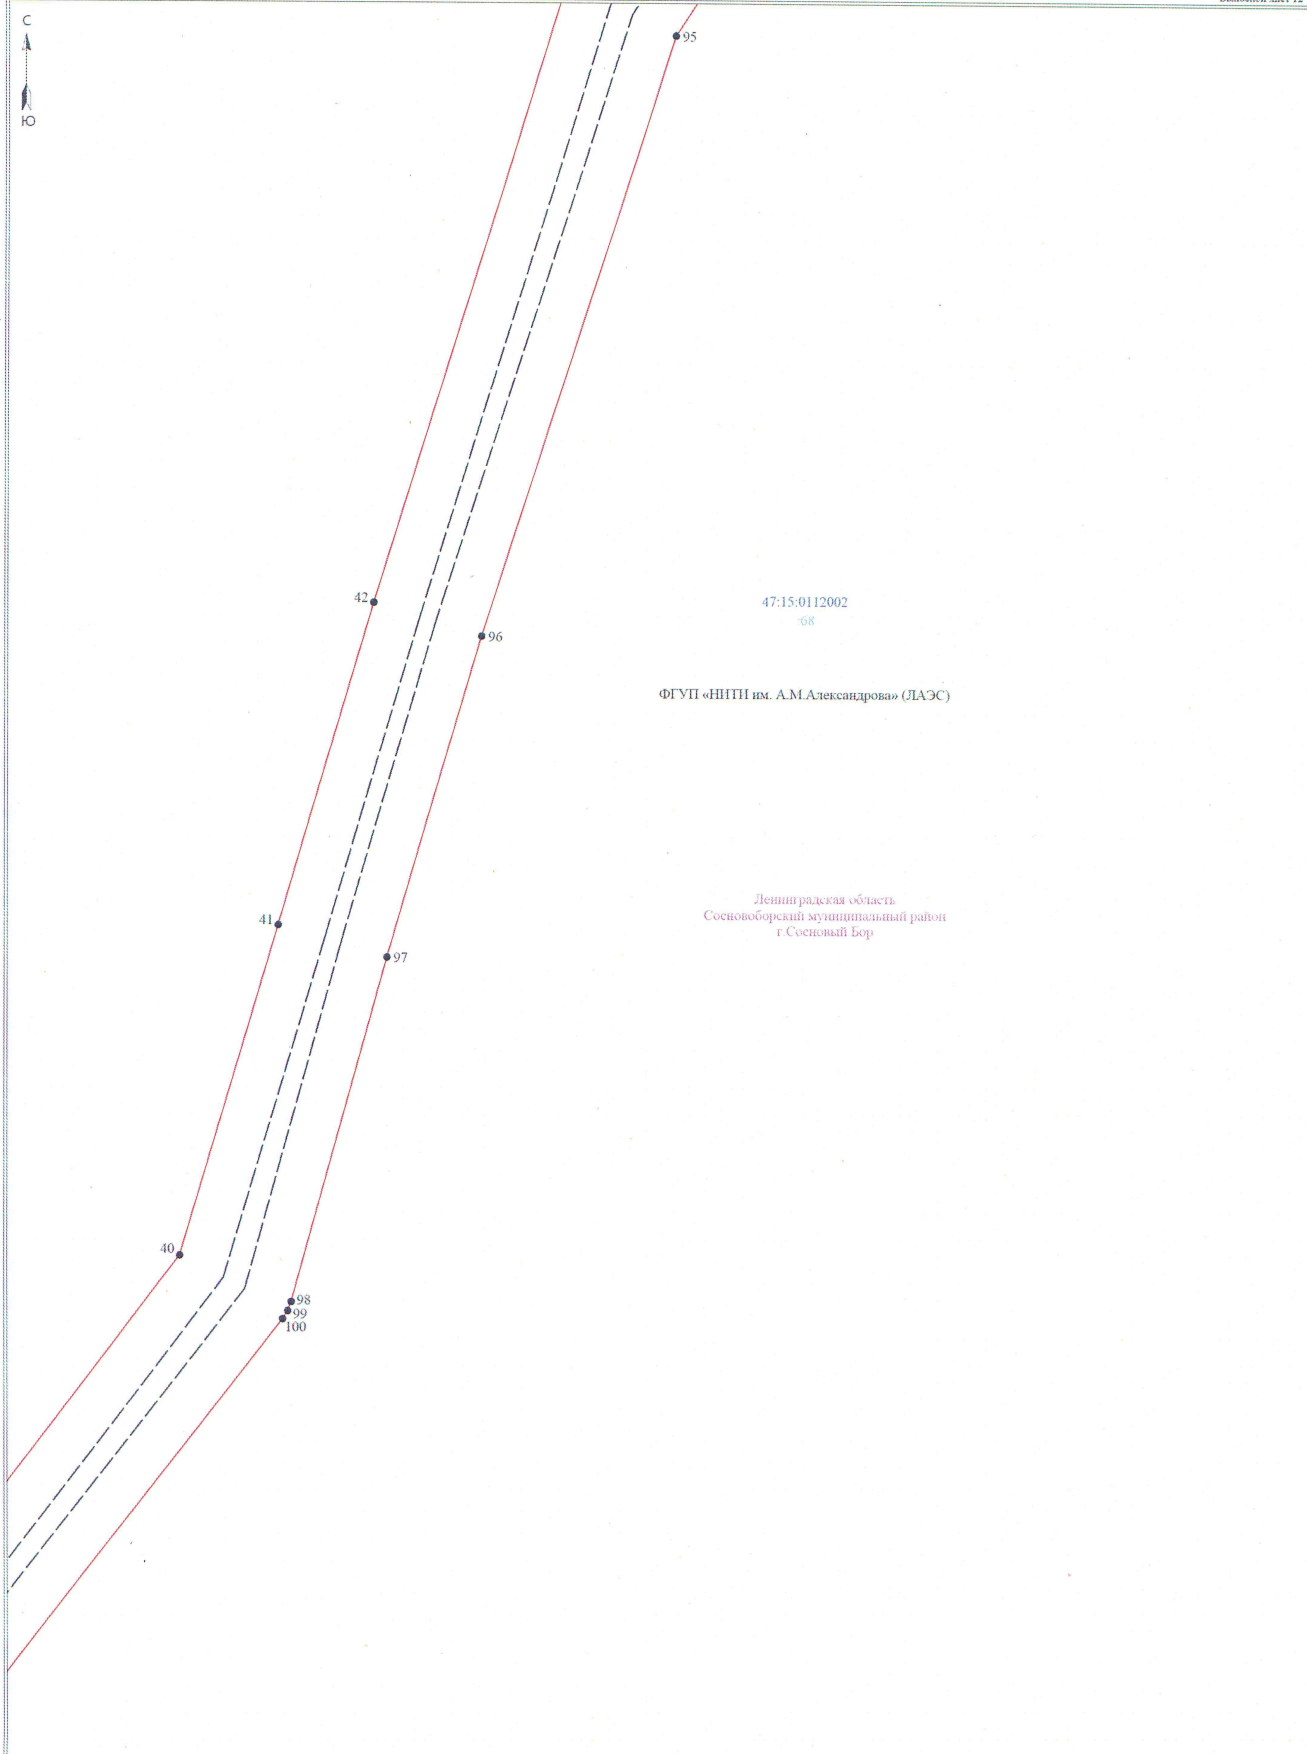 С
Ю
95
42
96
47:15:0112002
:68
ФГУП «НИТИ им. А.М.Александрова» (ЛАЭС)
Ленинградская область
Сосновоборский муниципальный район
г.Сосновый Бор
41
97
40
98
99
100